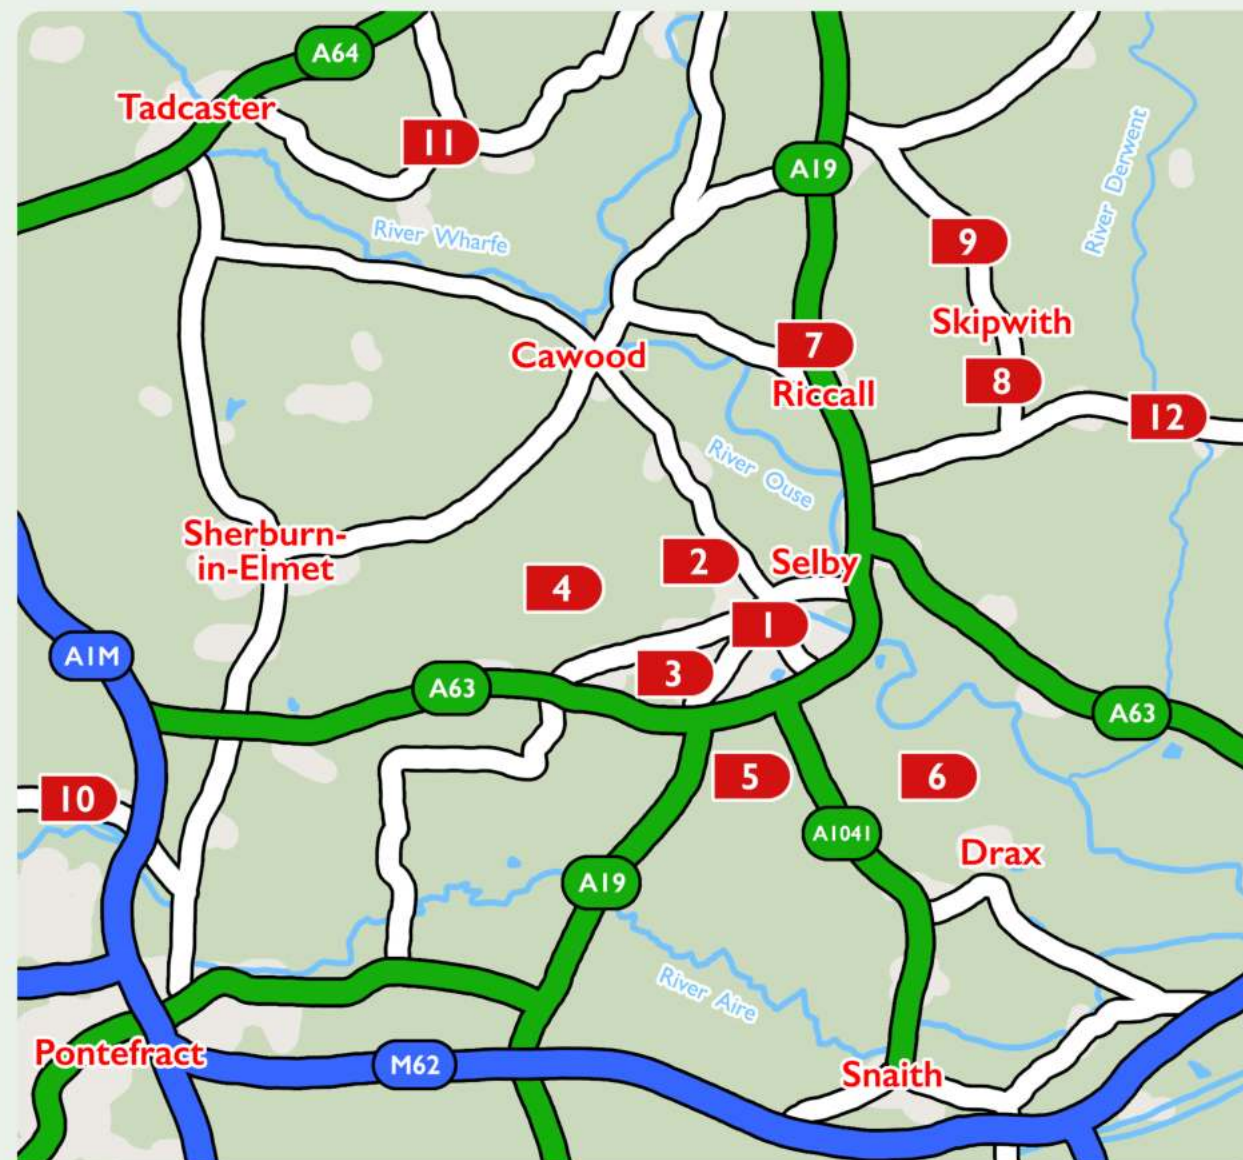 A64
Tadcaster
11
A19
River Derwent
River Wharfe
9
Skipwith
7
Cawood
8
Riccall
12
River Ouse
Sherburn-
in-Elmet
2
Selby
4
1
A1M
3
A63
A63
10
5
6
A1041
Drax
A19
River Aire
Pontefract
M62
Snaith